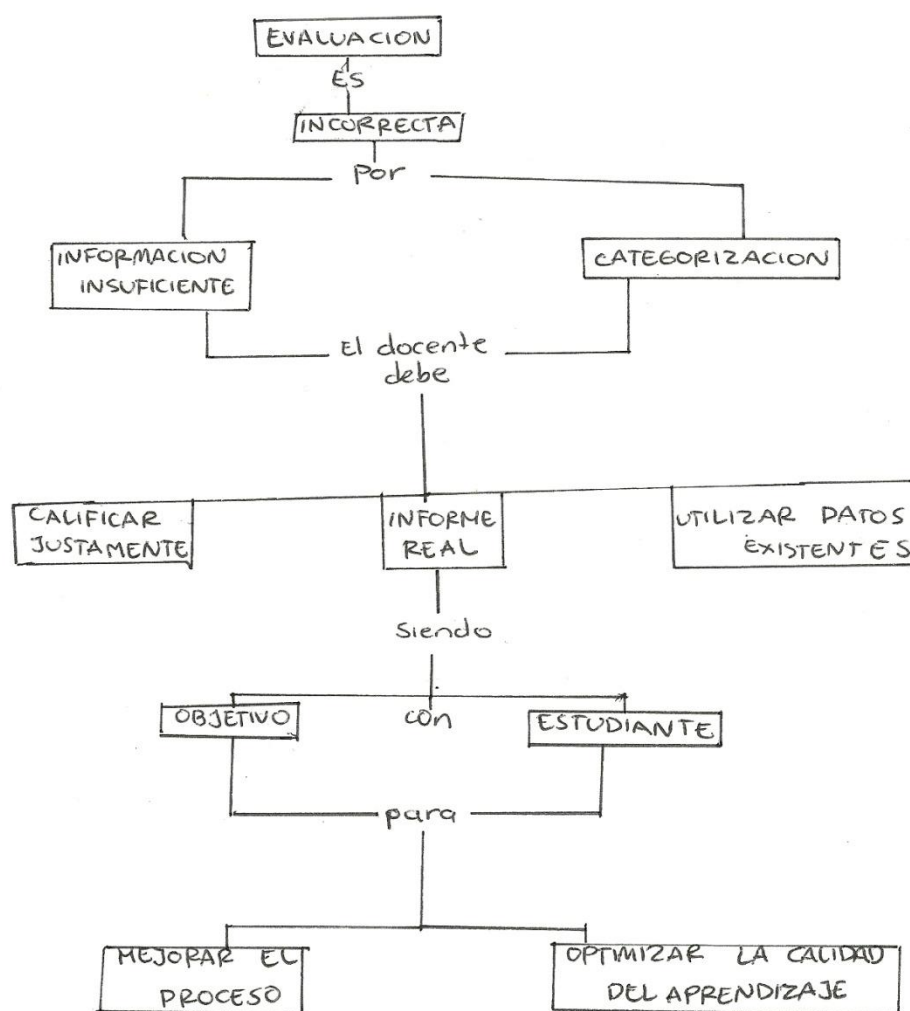 EVALUACION
ES
INCORRECTA
Por
INFORMACION
INSUFICIENTE
CATEGORIZACION
El docente
debe
CALIFICAR
JUSTAMENTE
INFORME
REAL
UTILIZAR DATOS
EXISTENTES
Siendo
OBJETIVO
con
ESTUDIANTE
para
MEJORAR EL
PROCESO
OPTIMIZAR LA CALIDAD
DEL APRENDIZAJE